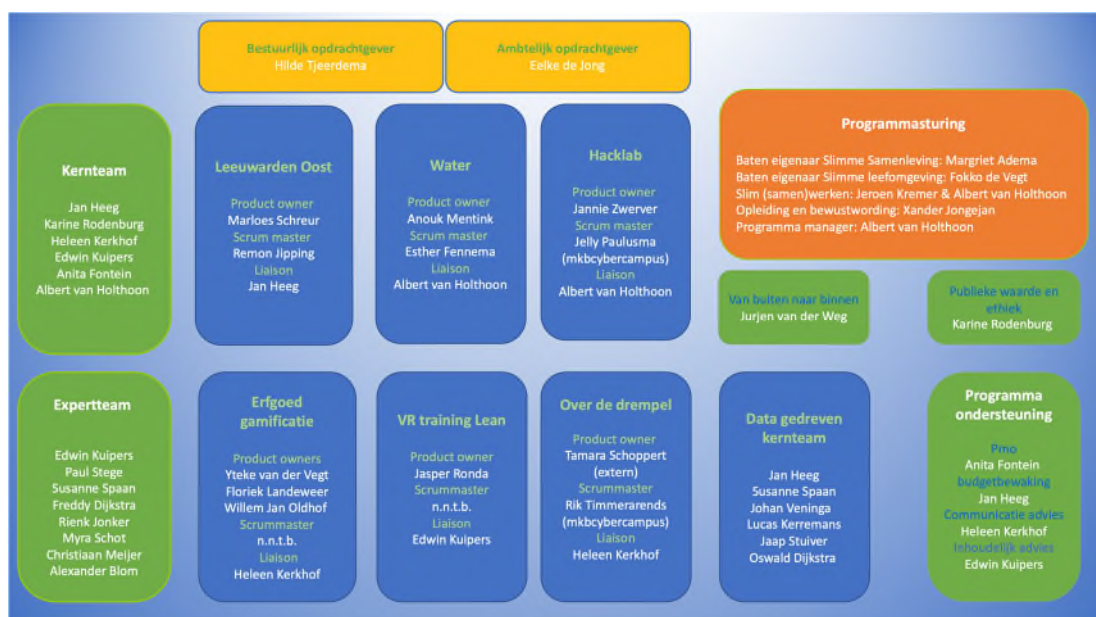 Bestuurlijk opdrachtgever
Hilde Tjeerdema
Ambtelijk opdrachtgever
Eelke de Jong
Kernteam
Jan Heeg
Karine Rodenburg
Heleen Kerkhof
Edwin Kuipers
Anita Fontein
Albert van Holthoon
Leeuwarden Oost
Product owner
Marloes Schreur
Scrum master
Remon Jipping
Liaison
Jan Heeg
Water
Product owner
Anouk Mentink
Scrum master
Esther Fennema
Liaison
Albert van Holthoon
Hacklab
Product owner
Jannie Zwerver
Scrum master
Jelly Paulusma
(mkbcybercampus)
Liaison
Albert van Holthoon
Programmasturing
Baten eigenaar Slimme Samenleving: Margriet Adema
Baten eigenaar Slimme leefomgeving: Fokko de Vegt
Slim (samen)werken: Jeroen Kremer & Albert van Holthoon
Opleiding en bewustwording: Xander Jongejan
Programma manager: Albert van Holthoon
Van buiten naar binnen
Jurjen van der Weg
Publieke waarde en
ethiek
Karine Rodenburg
Expertteam
Edwin Kuipers
Paul Stege
Susanne Spaan
Freddy Dijkstra
Rienk Jonker
Myra Schot
Christiaan Meijer
Alexander Blom
Erfgoed
gamificatie
Product owners
Yteke van der Vegt
Floriek Landeweer
Willem Jan Oldhof
Scrummaster
n.n.t.b.
Liaison
Heleen Kerkhof
VR training Lean
Product owner
Jasper Ronda
Scrummaster
n.n.t.b.
Liaison
Edwin Kuipers
Over de drempel
Product owner
Tamara Schoppert
(extern)
Scrummaster
Rik Timmerarends
(mkbcybercampus)
Liaison
Heleen Kerkhof
Data gedreven
kernteam
Jan Heeg
Susanne Spaan
Johan Veninga
Lucas Kerremans
Jaap Stuiver
Oswald Dijkstra
Programma
ondersteuning
Pmo
Anita Fontein
budgetbewaking
Jan Heeg
Communicatie advies
Heleen Kerkhof
Inhoudelijk advies
Edwin Kuipers